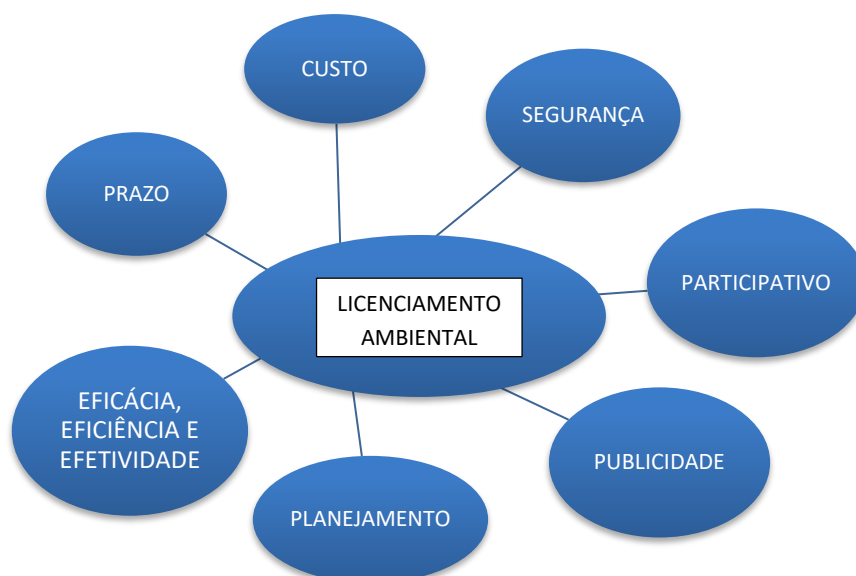 CUSTO
SEGURANÇA
PRAZO
PARTICIPATIVO
LICENCIAMENTO
AMBIENTAL
EFICÁCIA,
EFICIÊNCIA E
EFETIVIDADE
PUBLICIDADE
PLANEJAMENTO